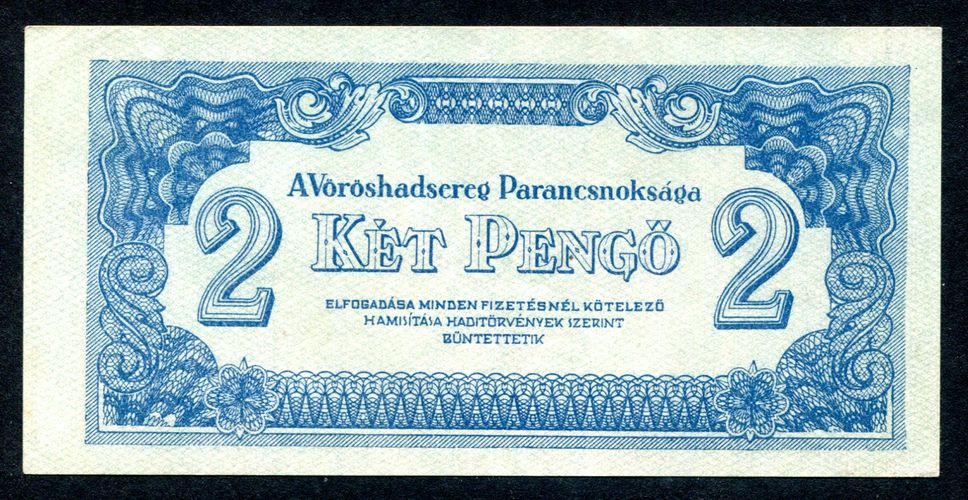 A Vöröshadsereg Parancsnoksága
2 KÉT PENGŐ 2
ELFOGADÁSA MINDEN FIZETÉSNÉL KÖTELEZŐ
HAMISÍTÁSA HADITÖRVÉNYEK SZERINT
BÜNTETTETIK